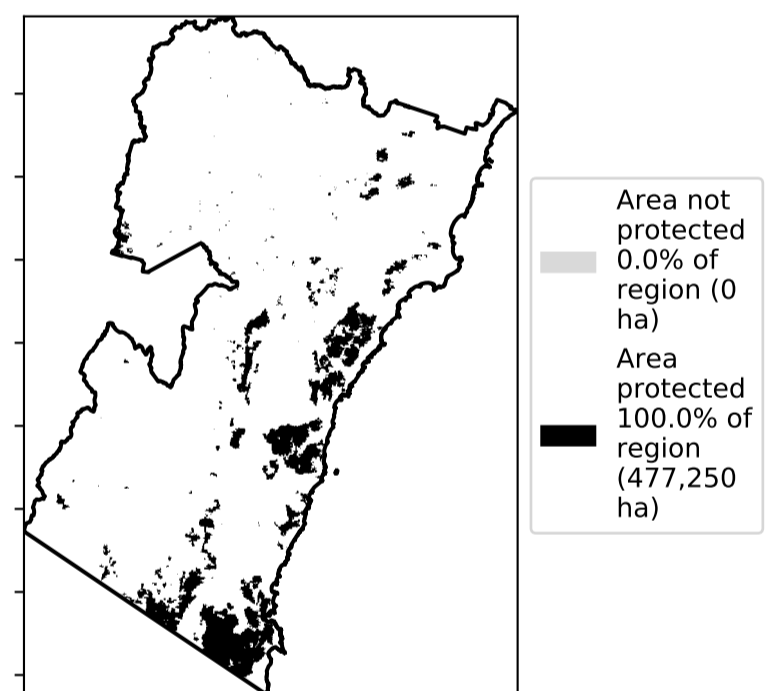 Area not
protected
0.0% of
region (0
ha)
Area
protected
100.0% of
region
(477,250
ha)